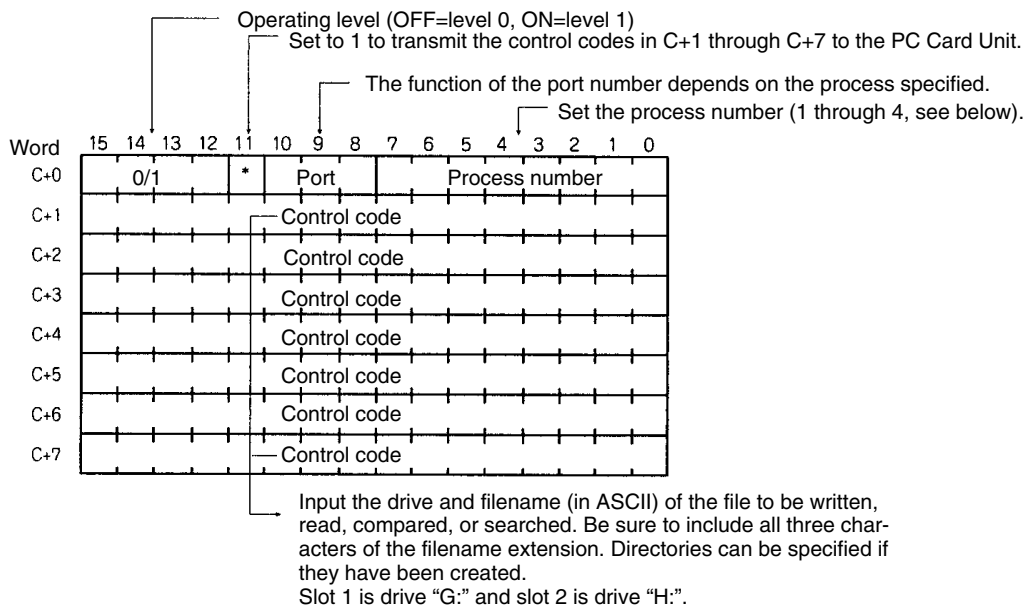 Operating level (OFF=level 0, ON=level 1)
Set to 1 to transmit the control codes in C+1 through C+7 to the PC Card Unit.
The function of the port number depends on the process specified.
Set the process number (1 through 4, see below).
Word 15 14 13 12 11 10 9 8 7 6 5 4 3 2 1 0
C+0 0/1 * Port Process number
C+1 Control code
C+2 Control code
C+3 Control code
C+4 Control code
C+5 Control code
C+6 Control code
C+7 Control code
Input the drive and filename (in ASCII) of the file to be written,
read, compared, or searched. Be sure to include all three char-
acters of the filename extension. Directories can be specified if
they have been created.
Slot 1 is drive “G:” and slot 2 is drive “H:”.